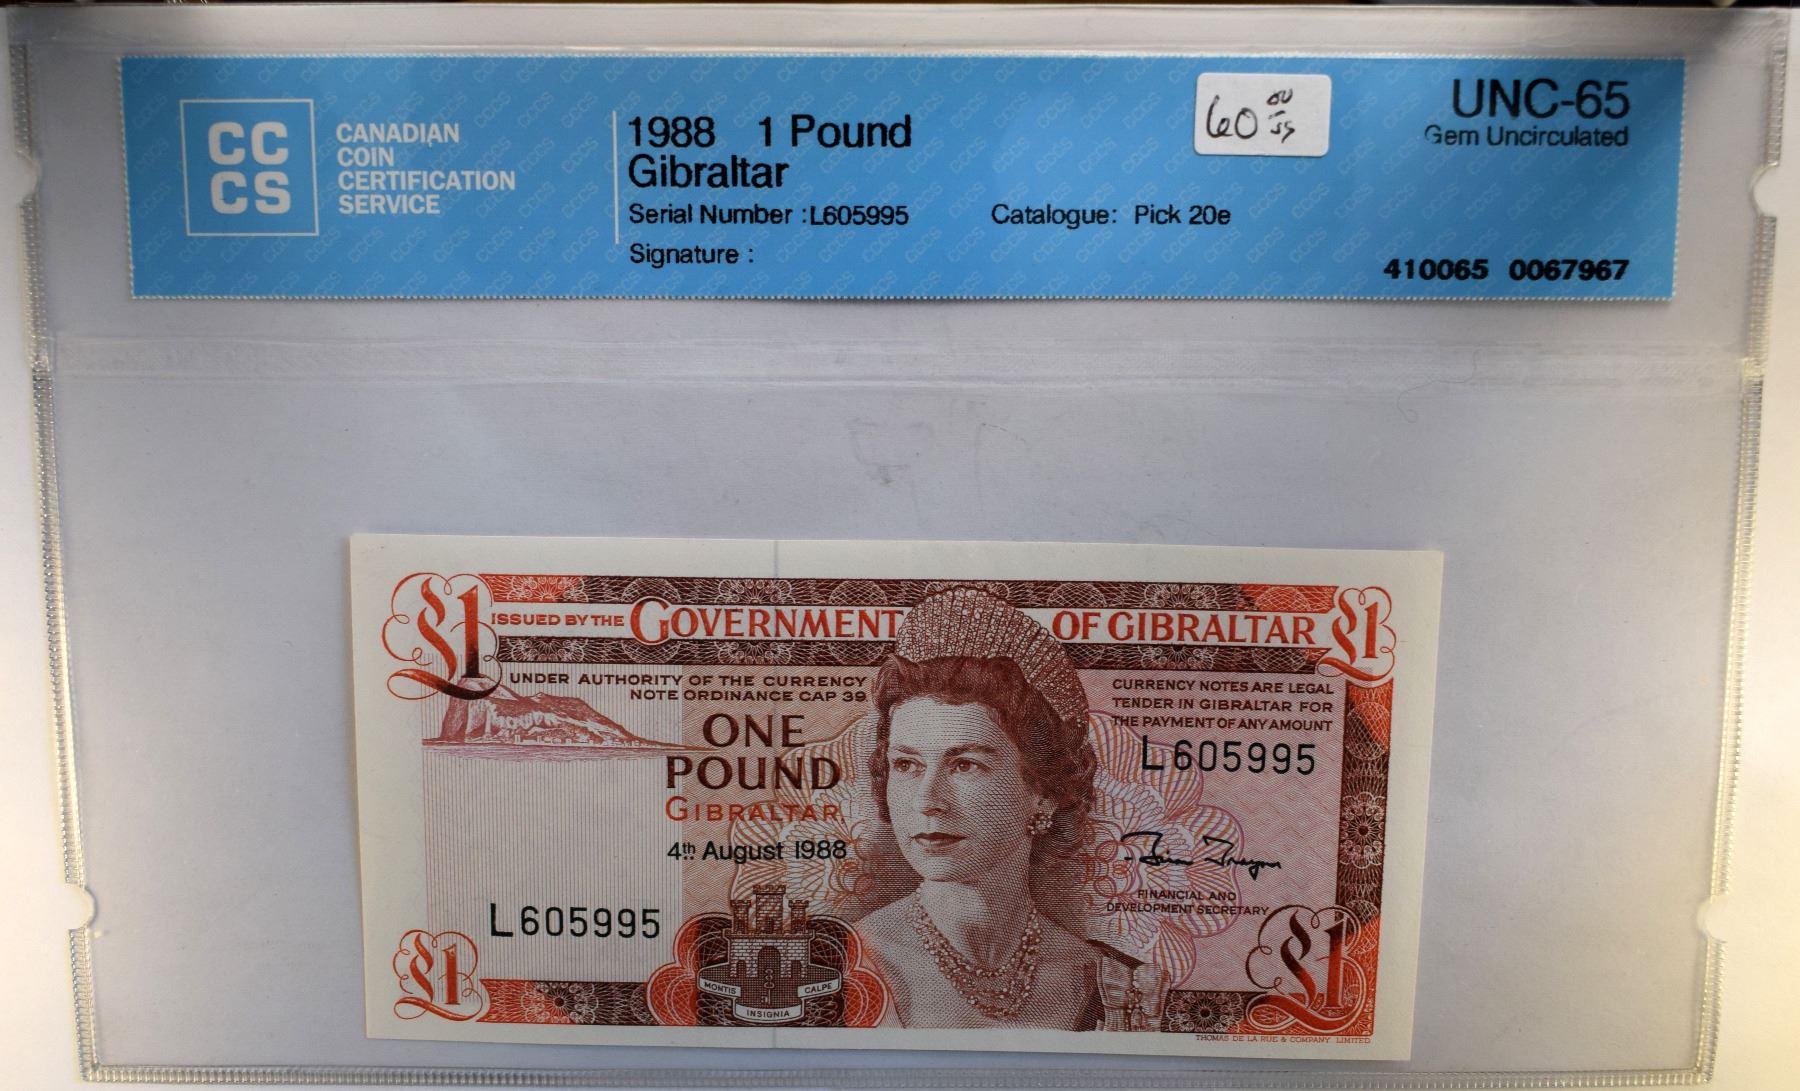 CC
CS
CANADIAN
COIN
CERTIFICATION
SERVICE
1988 1 Pound
Gibraltar
Serial Number :L605995 Catalogue: Pick 20e
Signature :
60
UNC-65
Gem Uncirculated
410065 0067967
£1 ISSUED BY THE GOVERNMENT OF GIBRALTAR £1
UNDER AUTHORITY OF THE CURRENCY
NOTE ORDINANCE CAP 39.
CURRENCY NOTES ARE LEGAL
TENDER IN GIBRALTAR FOR
THE PAYMENT OF ANY AMOUNT
L605995
ONE
POUND
GIBRALTAR
4th August 1988
L605995
FINANCIAL AND
DEVELOPMENT SECRETARY
£1
£1
MONTIS CALPE
INSIGNIA
THOMAS DE LA RUE & COMPANY LIMITED